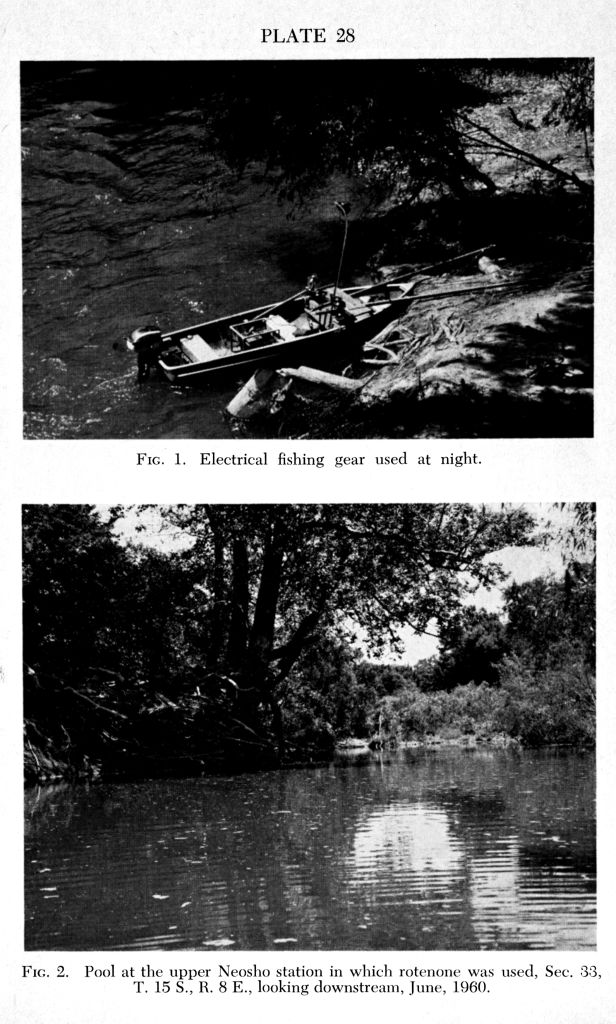 PLATE 28
Fig. 1. Electrical fishing gear used at night.
Fig. 2. Pool at the upper Neosho station in which rotenone was used, Sec. 33,
T. 15 S., R. 8 E., looking downstream, June, 1960.